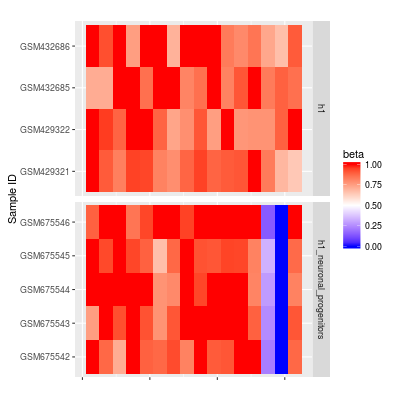 GSM432686
GSM432685
GSM429322
GSM429321
h1
GSM675546
GSM675545
GSM675544
GSM675543
GSM675542
h1_neuronal_progenitors
Sample ID
beta
1.00
0.75
0.50
0.25
0.00